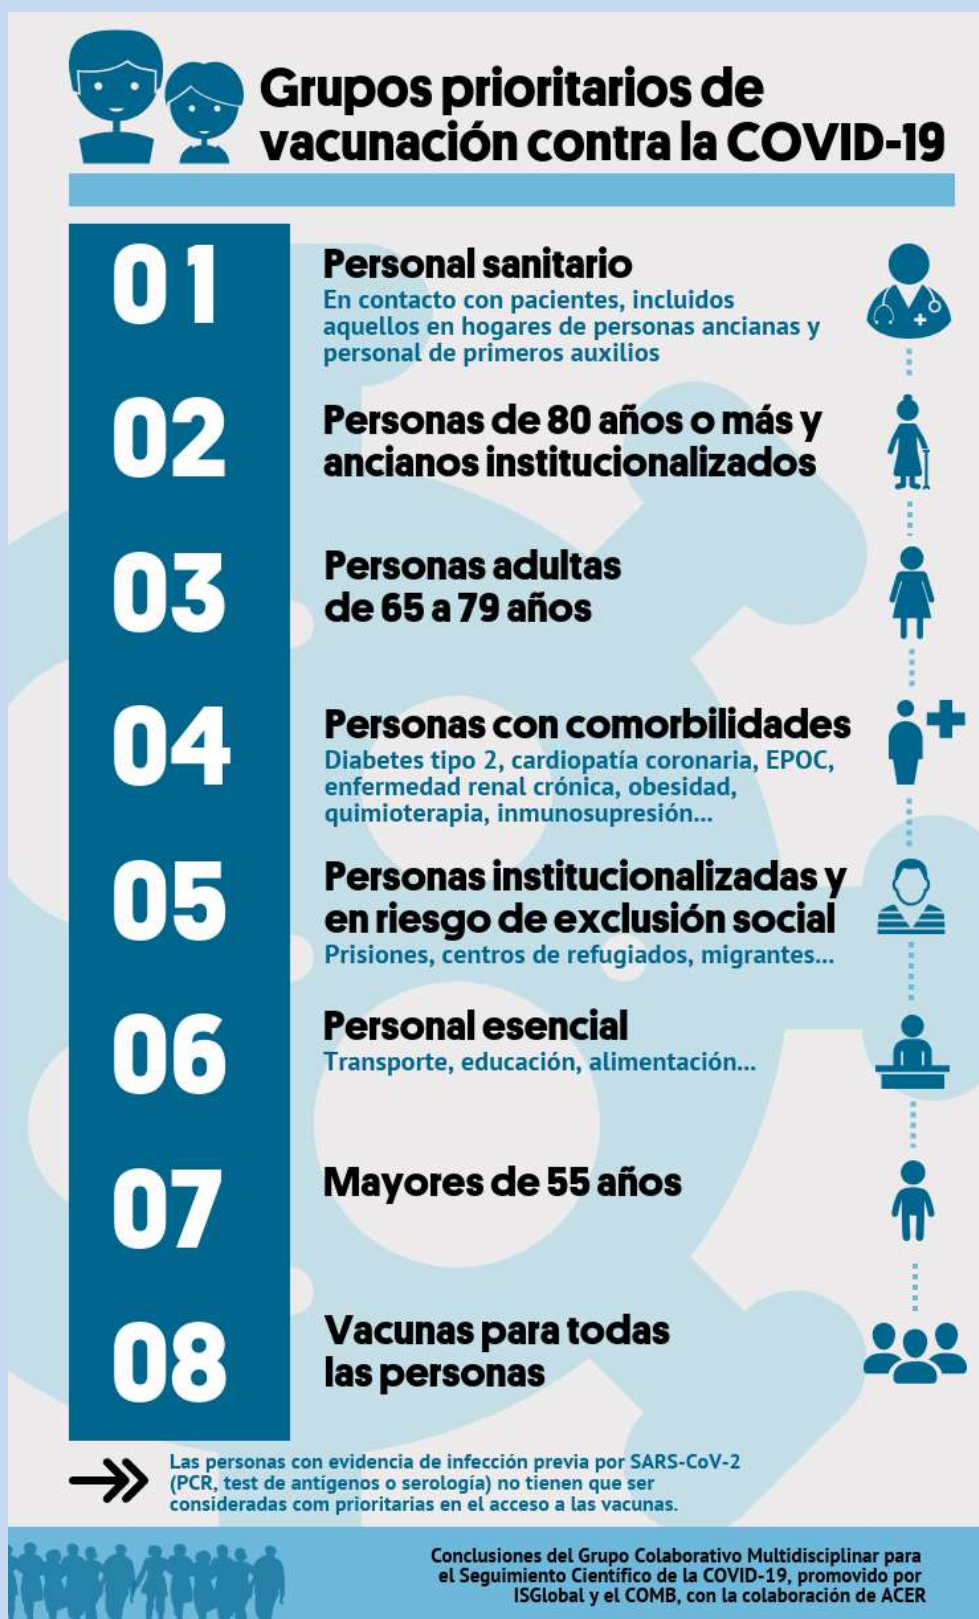 Grupos prioritarios de
vacunación contra la COVID-19
01
Personal sanitario
En contacto con pacientes, incluidos
aquellos en hogares de personas ancianas y
personal de primeros auxilios
02
Personas de 80 años o más y
ancianos institucionalizados
03
Personas adultas
de 65 a 79 años
04
Personas con comorbilidades
Diabetes tipo 2, cardiopatía coronaria, EPOC,
enfermedad renal crónica, obesidad,
quimioterapia, inmunosupresión...
05
Personas institucionalizadas y
en riesgo de exclusión social
Prisiones, centros de refugiados, migrantes...
06
Personal esencial
Transporte, educación, alimentación...
07
Mayores de 55 años
08
Vacunas para todas
las personas
Las personas con evidencia de infección previa por SARS-CoV-2
(PCR, test de antígenos o serología) no tienen que ser
consideradas com prioritarias en el acceso a las vacunas.
Conclusiones del Grupo Colaborativo Multidisciplinar para
el Seguimiento Científico de la COVID-19, promovido por
ISGlobal y el COMB, con la colaboración de ACER